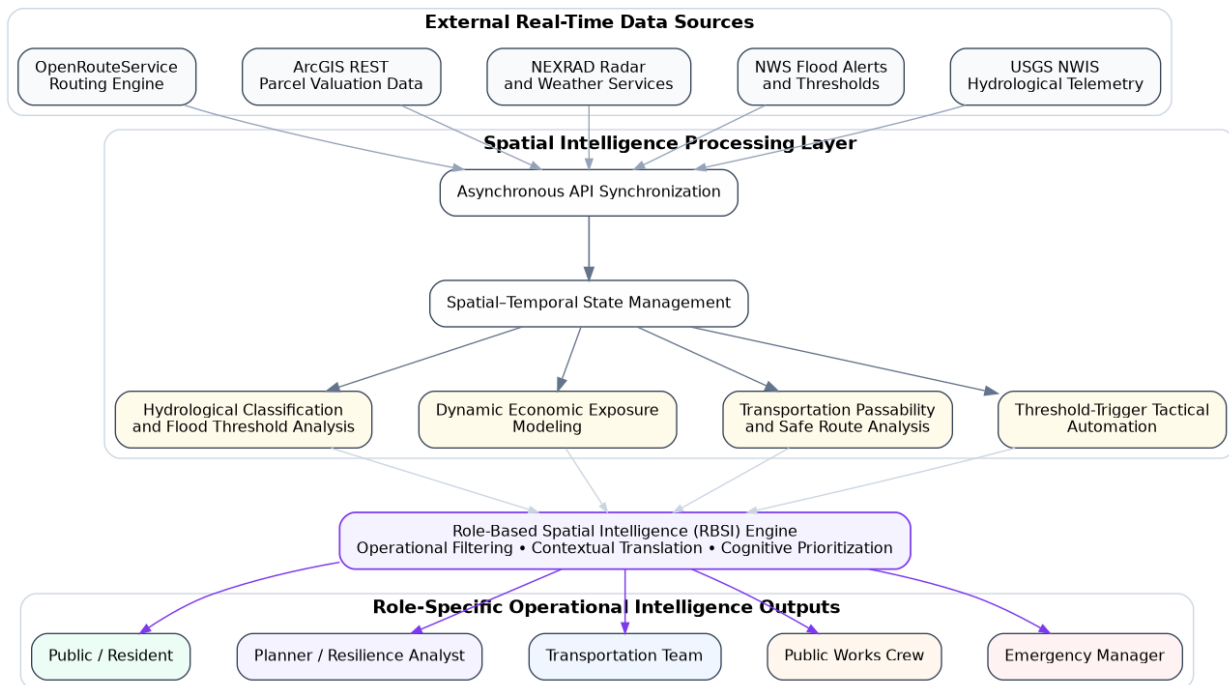 External Real-Time Data Sources
OpenRouteService
Routing Engine
ArcGIS REST
Parcel Valuation Data
NEXRAD Radar
and Weather Services
NWS Flood Alerts
and Thresholds
USGS NWIS
Hydrological Telemetry
Spatial Intelligence Processing Layer
Asynchronous API Synchronization
Spatial–Temporal State Management
Hydrological Classification
and Flood Threshold Analysis
Dynamic Economic Exposure
Modeling
Transportation Passability
and Safe Route Analysis
Threshold-Trigger Tactical
Automation
Role-Based Spatial Intelligence (RBSI) Engine
Operational Filtering • Contextual Translation • Cognitive Prioritization
Role-Specific Operational Intelligence Outputs
Public / Resident
Planner / Resilience Analyst
Transportation Team
Public Works Crew
Emergency Manager